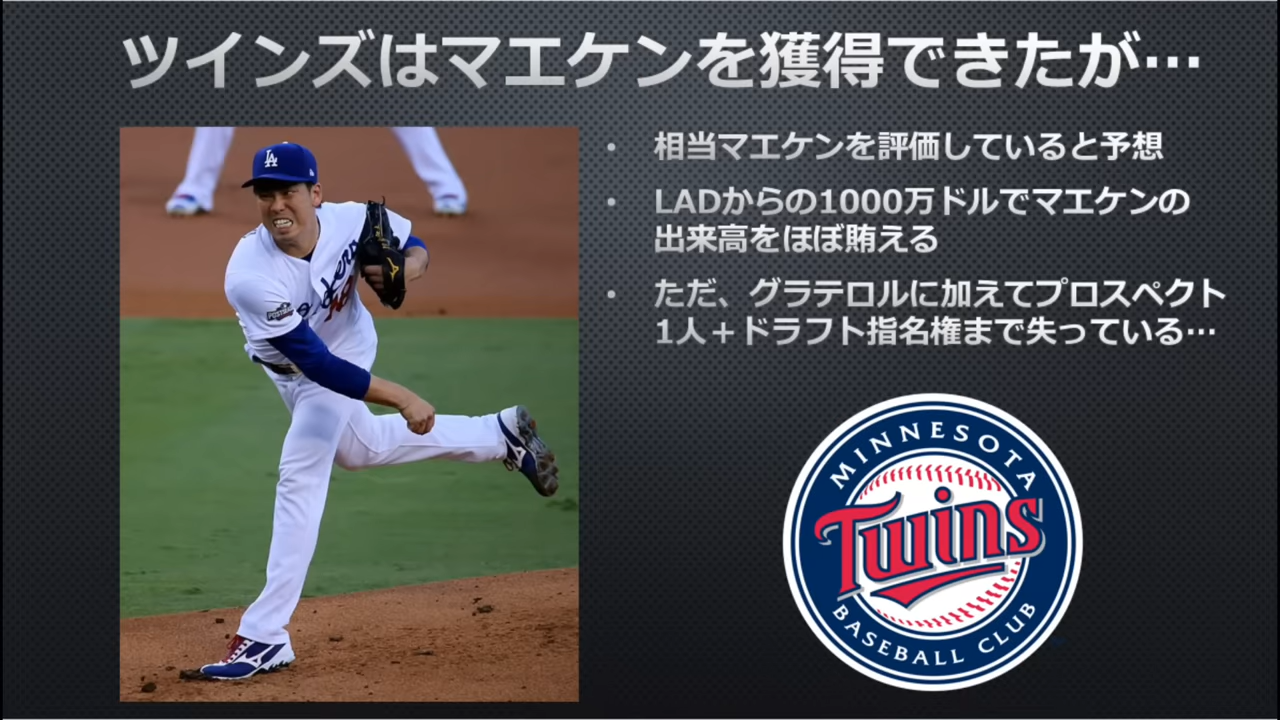 ツインズはマエケンを獲得できたが…
• 相当マエケンを評価していると予想
• LADからの1000万ドルでマエケンの
出来高をほぼ賄える
• ただ、グラテロルに加えてプロスペクト
1人+ドラフト指名権まで失っている…
LA
MINNESOTA
Twins
BASEBALL CLUB